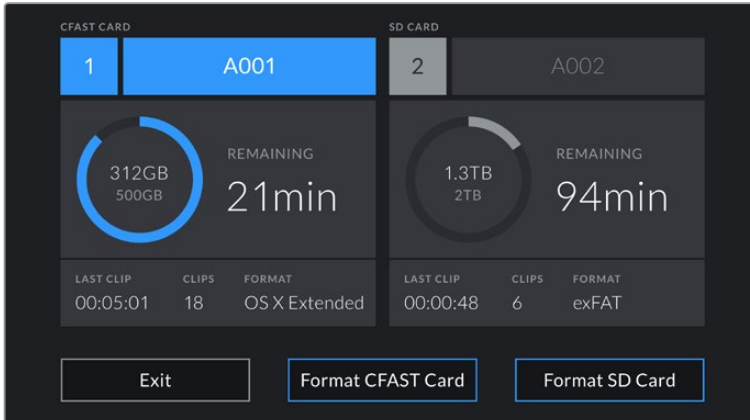 CFAST CARD
1
A001
312GB
500GB
REMAINING
21min
LAST CLIP
CLIPS
FORMAT
00:05:01
18
OS X Extended
SD CARD
2
A002
1.3TB
2TB
REMAINING
94min
LAST CLIP
CLIPS
FORMAT
00:00:48
6
exFAT
Exit
Format CFAST Card
Format SD Card